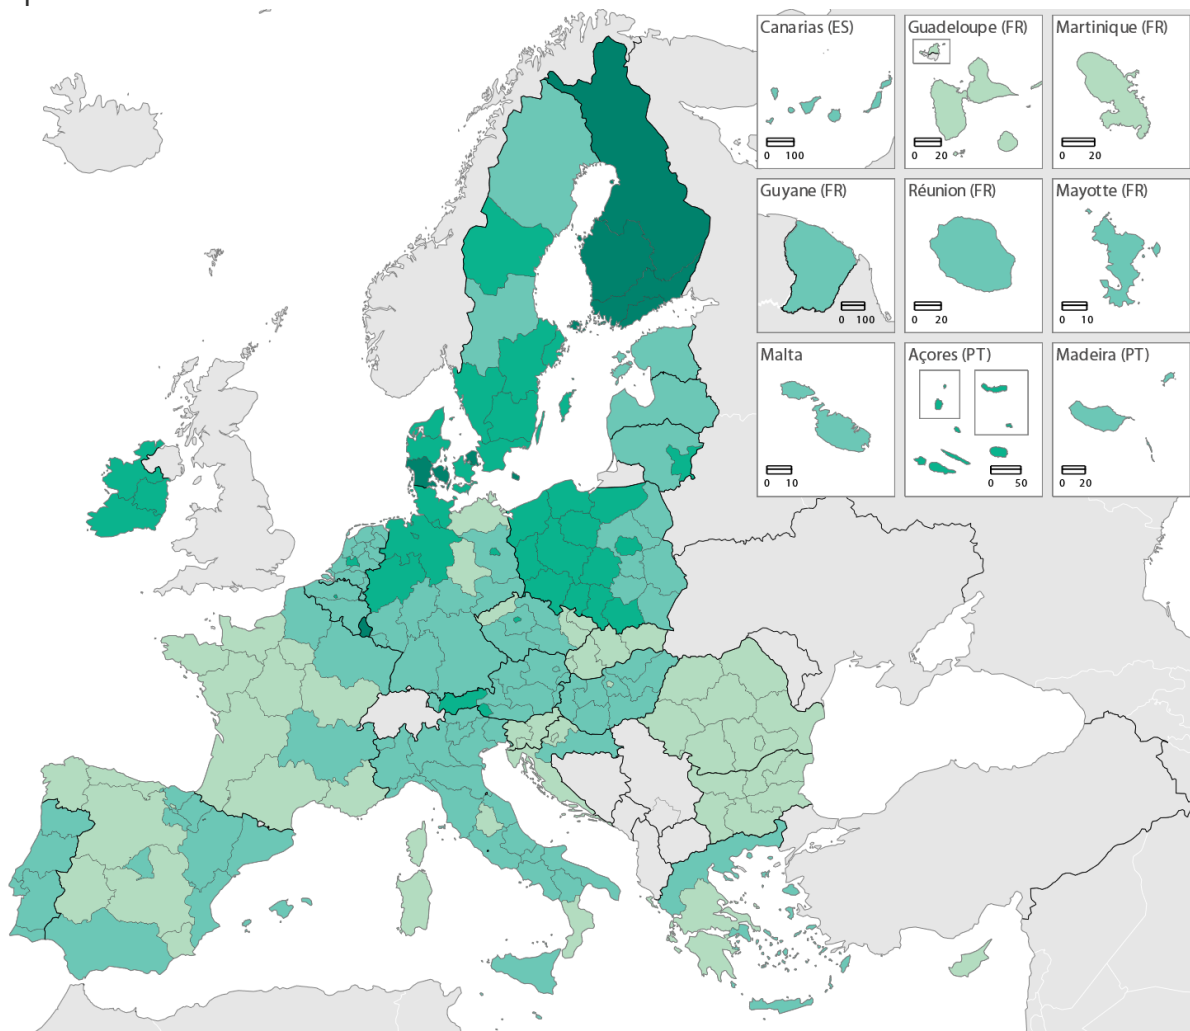 Canarias (ES)
0 100
Guadeloupe (FR)
0 20
Martinique (FR)
0 20
Guyane (FR)
0 100
Réunion (FR)
0 20
Mayotte (FR)
0 10
Malta
0 10
Açores (PT)
0 50
Madeira (PT)
0 20